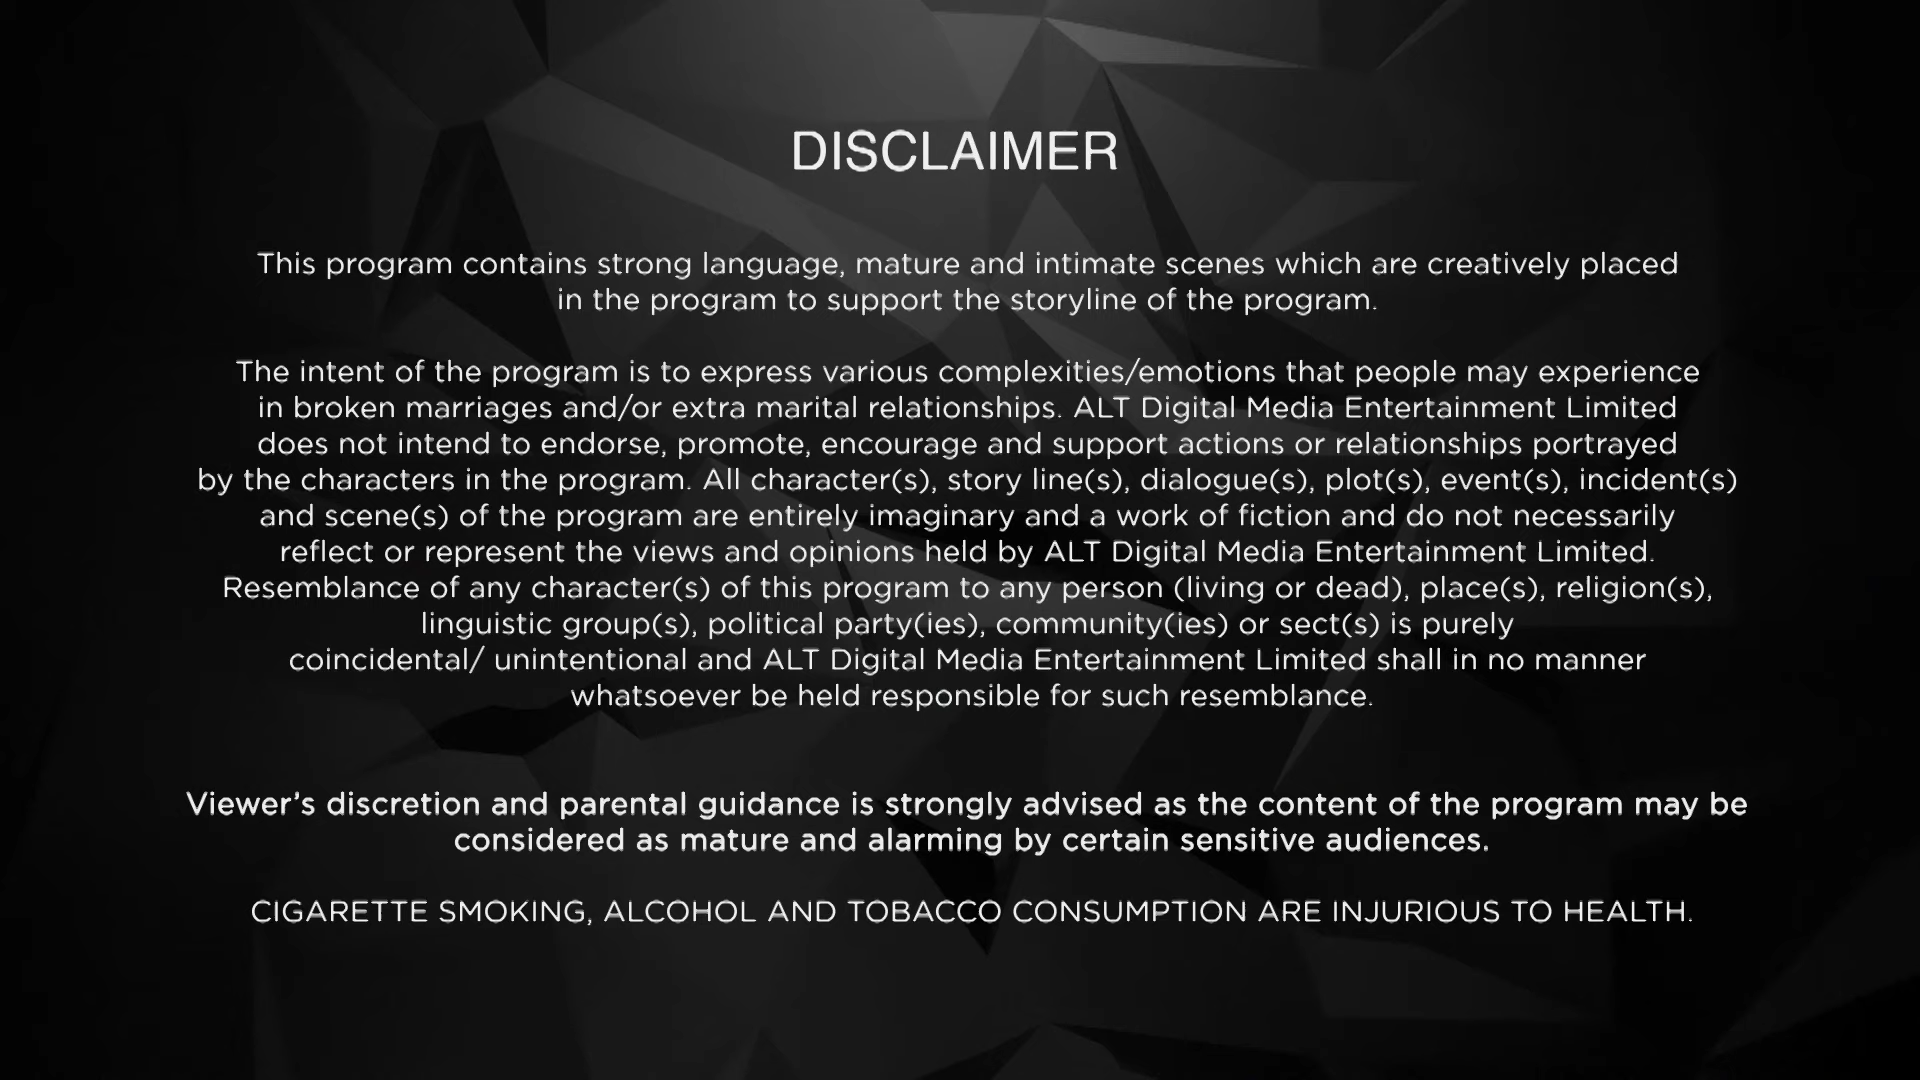 DISCLAIMER
This program contains strong language, mature and intimate scenes which are creatively placed
in the program to support the storyline of the program.
The intent of the program is to express various complexities/emotions that people may experience
in broken marriages and/or extra marital relationships. ALT Digital Media Entertainment Limited
does not intend to endorse, promote, encourage and support actions or relationships portrayed
by the characters in the program. All character(s), story line(s), dialogue(s), plot(s), event(s), incident(s)
and scene(s) of the program are entirely imaginary and a work of fiction and do not necessarily
reflect or represent the views and opinions held by ALT Digital Media Entertainment Limited.
Resemblance of any character(s) of this program to any person (living or dead), place(s), religion(s),
linguistic group(s), political party(ies), community(ies) or sect(s) is purely
coincidental/ unintentional and ALT Digital Media Entertainment Limited shall in no manner
whatsoever be held responsible for such resemblance.
Viewer's discretion and parental guidance is strongly advised as the content of the program may be
considered as mature and alarming by certain sensitive audiences.
CIGARETTE SMOKING, ALCOHOL AND TOBACCO CONSUMPTION ARE INJURIOUS TO HEALTH.